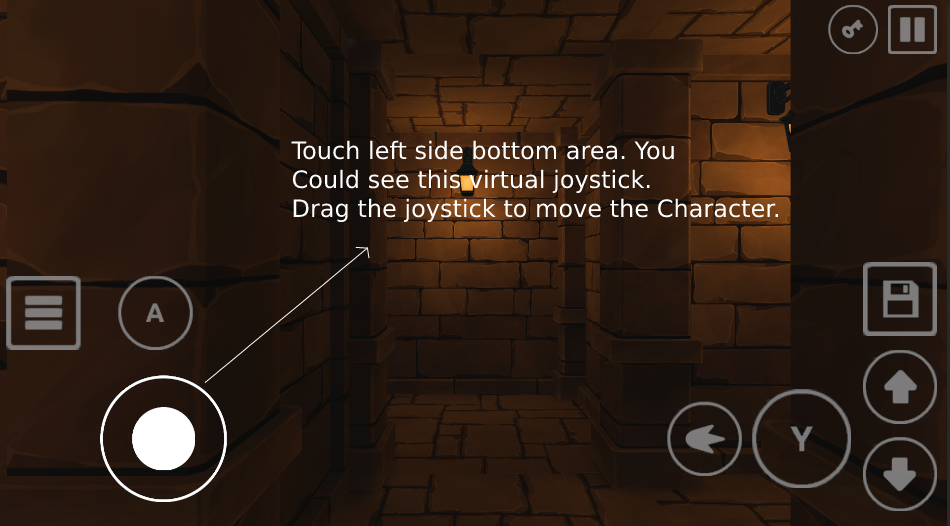 Touch left side bottom area. You
Could see this virtual joystick.
Drag the joystick to move the Character.
A
Y